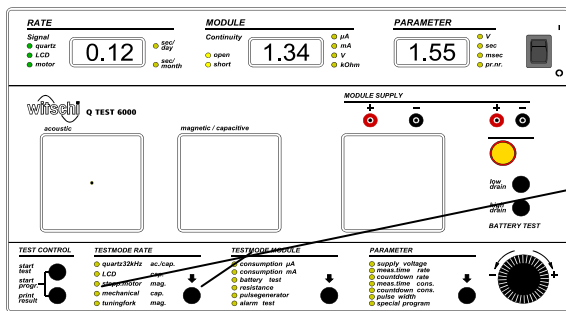 RATE MODULE PARAMETER
Signal
quartz
LCD
motor
0.12
sec/
day
sec/
month
Continuity
open
short
1.34
µA
mA
V
kOhm
1.55
V
sec
msec
pr.nr.
I
O
witschi Q TEST 6000
MODULE SUPPLY
+ − + −
acoustic
magnetic / capacitive
low
drain
high
drain
BATTERY TEST
TEST CONTROL
start
test
start
progr.
print
result
TESTMODE RATE
quartz32kHz ac./cap.
LCD cap.
stepp.motor mag.
mechanical cap.
tuningfork mag.
TESTMODE MODULE
consumption µA
consumption mA
battery test
resistance
pulsegenerator
alarm test
PARAMETER
supply voltage
meas.time rate
countdown rate
meas.time cons.
countdown cons.
pulse width
special program
− +